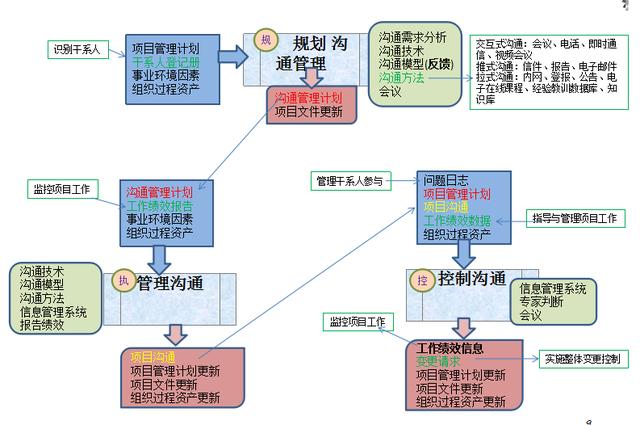 识别干系人
项目管理计划
干系人登记册
事业环境因素
组织过程资产
规
规划 沟
通管理
沟通管理计划
项目文件更新
沟通需求分析
沟通技术
沟通模型(反馈)
沟通方法
会议
交互式沟通：会议、电话、即时通
信、视频会议
推式沟通：信件、报告、电子邮件
拉式沟通：内网、登报、公告、电
子在线课程、经验教训数据库、知
识库
监控项目工作
沟通管理计划
工作绩效报告
事业环境因素
组织过程资产
执
管理沟通
沟通技术
沟通模型
沟通方法
信息管理系统
报告绩效
项目沟通
项目管理计划更新
项目文件更新
组织过程资产更新
管理干系人参与
问题日志
项目管理计划
项目沟通
工作绩效数据
组织过程资产
指导与管理项目工作
控
控制沟通
信息管理系统
专家判断
会议
监控项目工作
工作绩效信息
变更请求
项目管理计划更新
项目文件更新
组织过程资产更新
实施整体变更控制